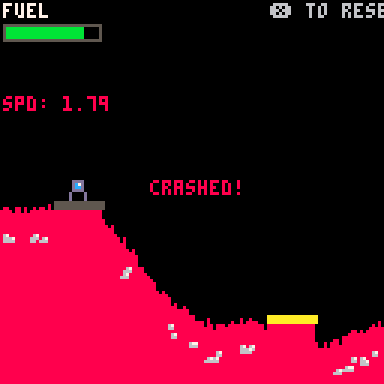 FUEL
❎ TO RESE
SPD: 1.79
CRASHED!